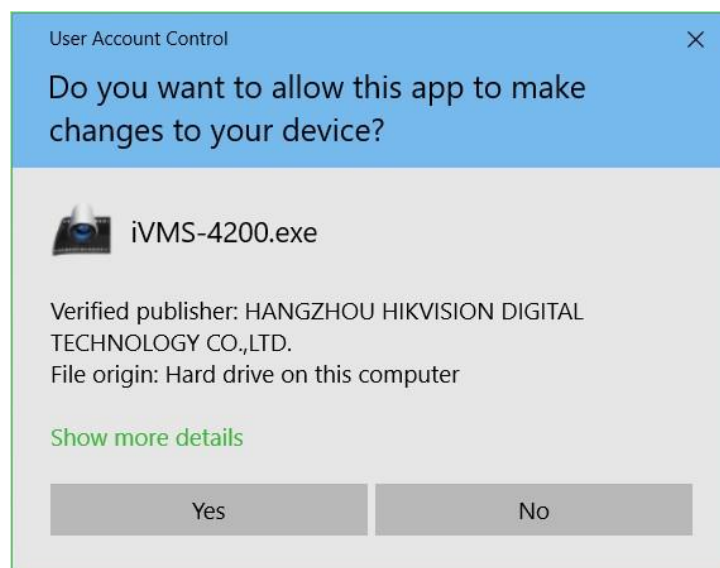 User Account Control
Do you want to allow this app to make
changes to your device?
iVMS-4200.exe
Verified publisher: HANGZHOU HIKVISION DIGITAL
TECHNOLOGY CO.,LTD.
File origin: Hard drive on this computer
Show more details
Yes
No